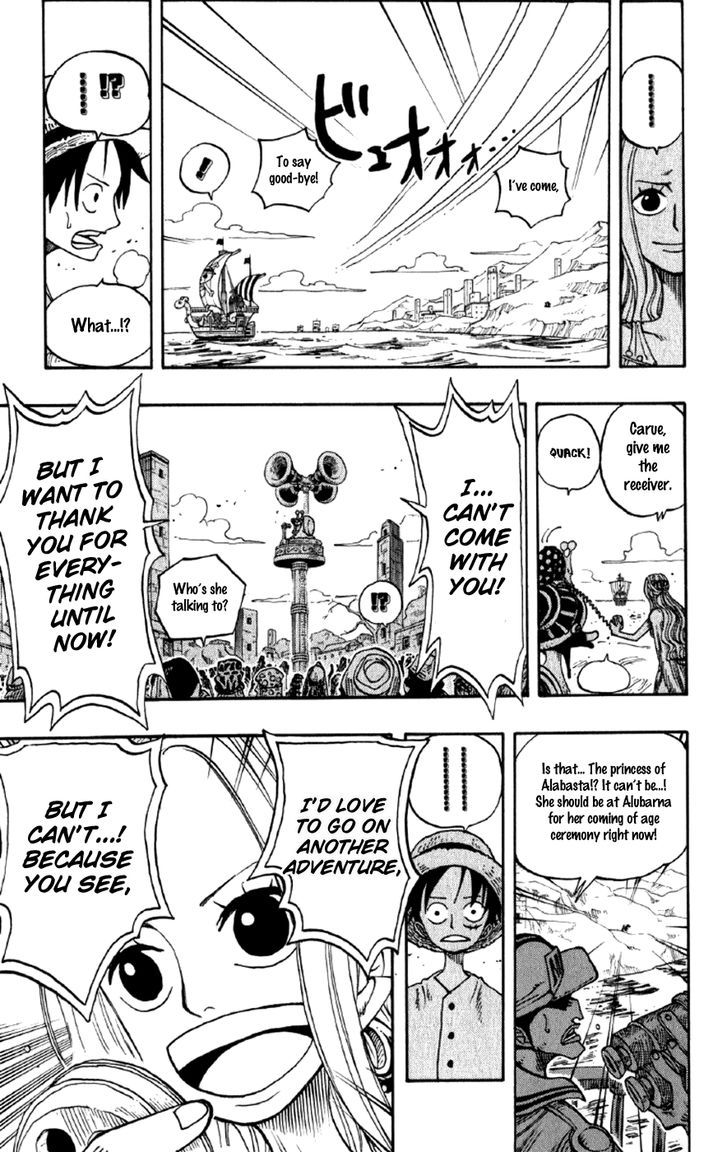 I've come,
ビュオオオォ…
To say
good-bye!
!
!?
What...!?
Carue,
give me
the
receiver.
QUACK!
I...
CAN'T
COME
WITH
YOU!
!?
Who's she
talking to?
BUT I
WANT TO
THANK
YOU FOR
EVERY-
THING
UNTIL
NOW!
Is that... The princess of
Alabasta!? It can't be...!
She should be at Alubarna
for her coming of age
ceremony right now!
I'D LOVE
TO GO ON
ANOTHER
ADVENTURE,
BUT I
CAN'T...!
BECAUSE
YOU SEE,